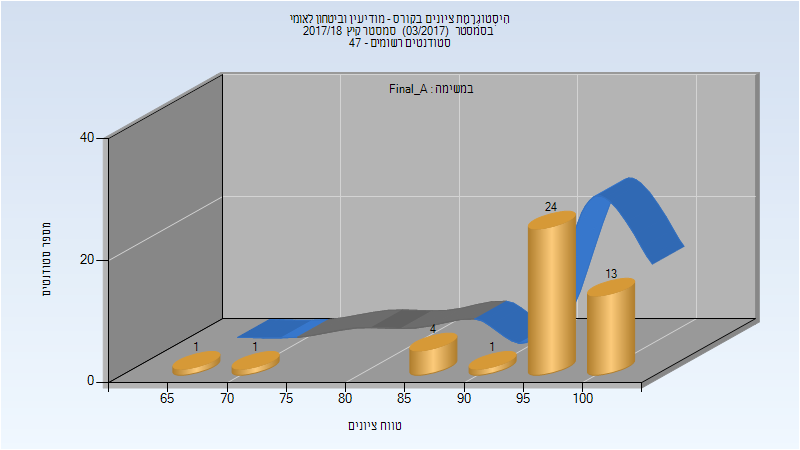 היסטוגרמת ציונים בקורס - מודיעין וביטחון לאומי
בסמסטר (03/2017) סמסטר קיץ 2017/18
סטודנטים רשומים - 47
במשימה : Final_A
מספר סטודנטים
40
20
0
1
1
4
1
24
13
65
70
75
80
85
90
95
100
טווח ציונים